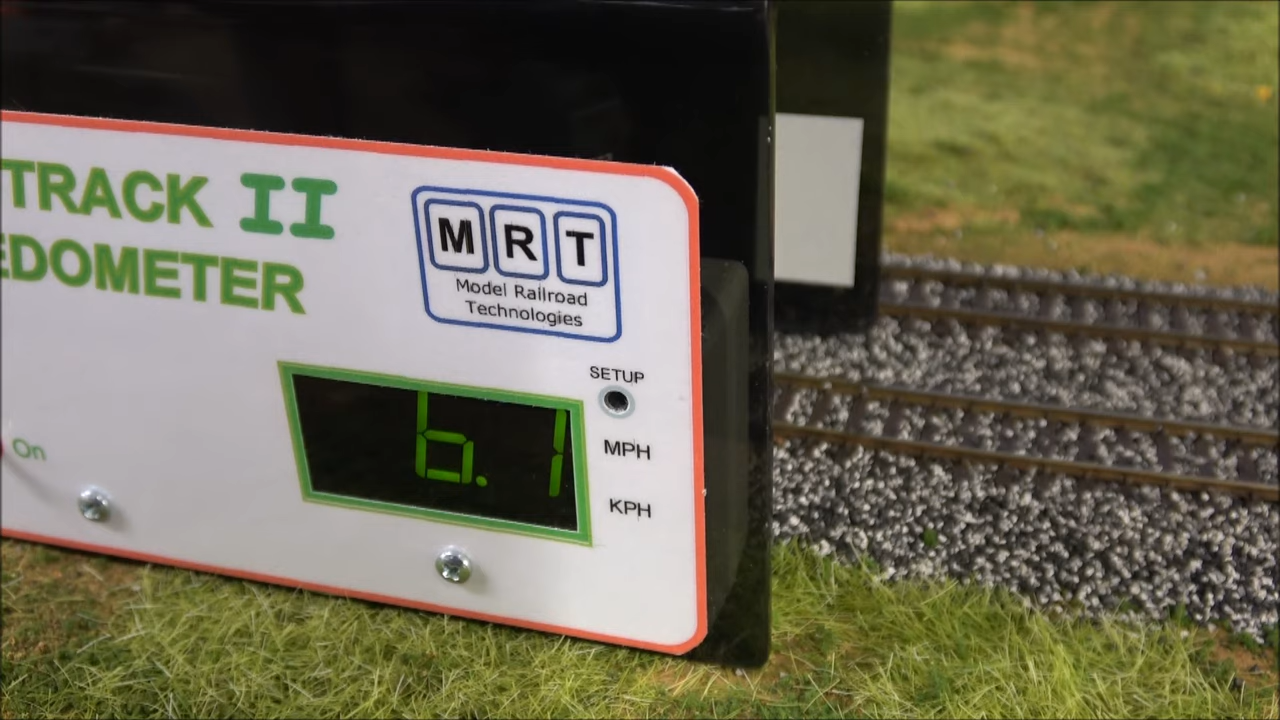 TRACK II
EDOMETER
MRT
Model Railroad
Technologies
SETUP
6.1
MPH
KPH
On